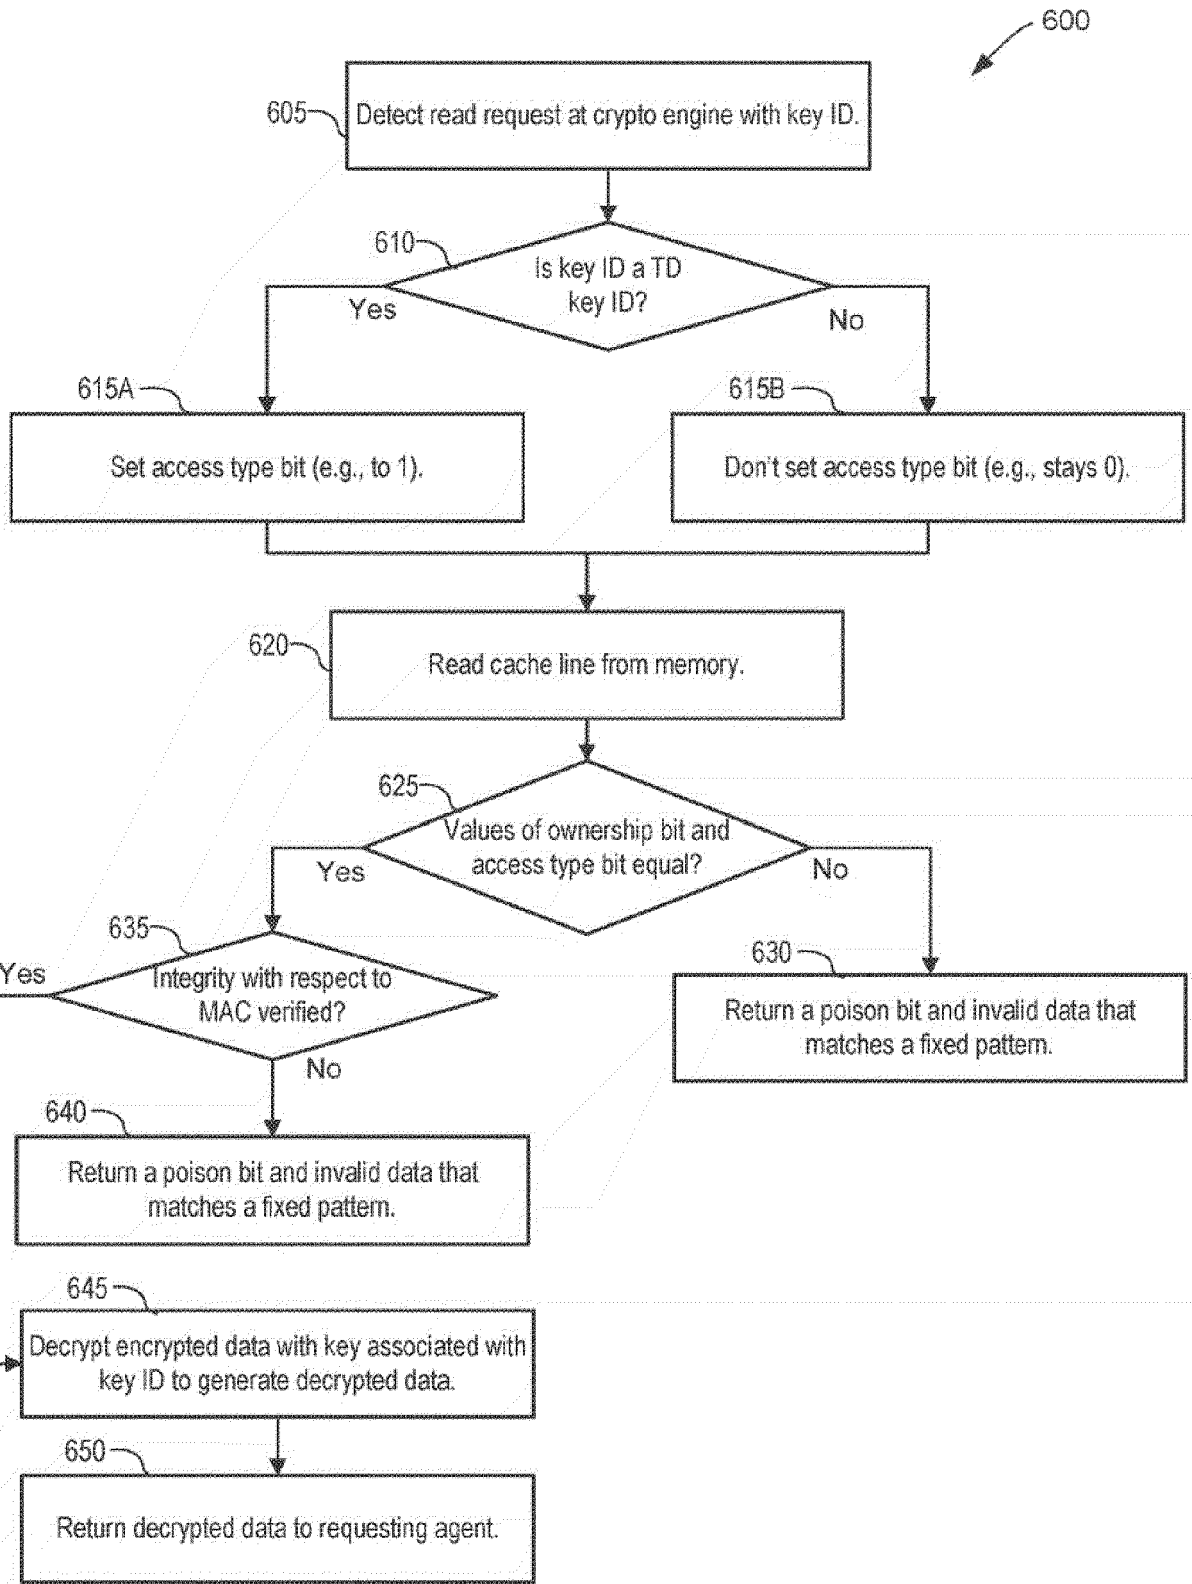 600
605
Detect read request at crypto engine with key ID.
610
Is key ID a TD
key ID?
Yes
No
615A
615B
Set access type bit (e.g., to 1).
Don't set access type bit (e.g., stays 0).
620
Read cache line from memory.
625
Values of ownership bit and
access type bit equal?
Yes
No
635
630
Yes
Integrity with respect to
MAC verified?
Return a poison bit and invalid data that
matches a fixed pattern.
No
640
Return a poison bit and invalid data that
matches a fixed pattern.
645
Decrypt encrypted data with key associated with
key ID to generate decrypted data.
650
Return decrypted data to requesting agent.